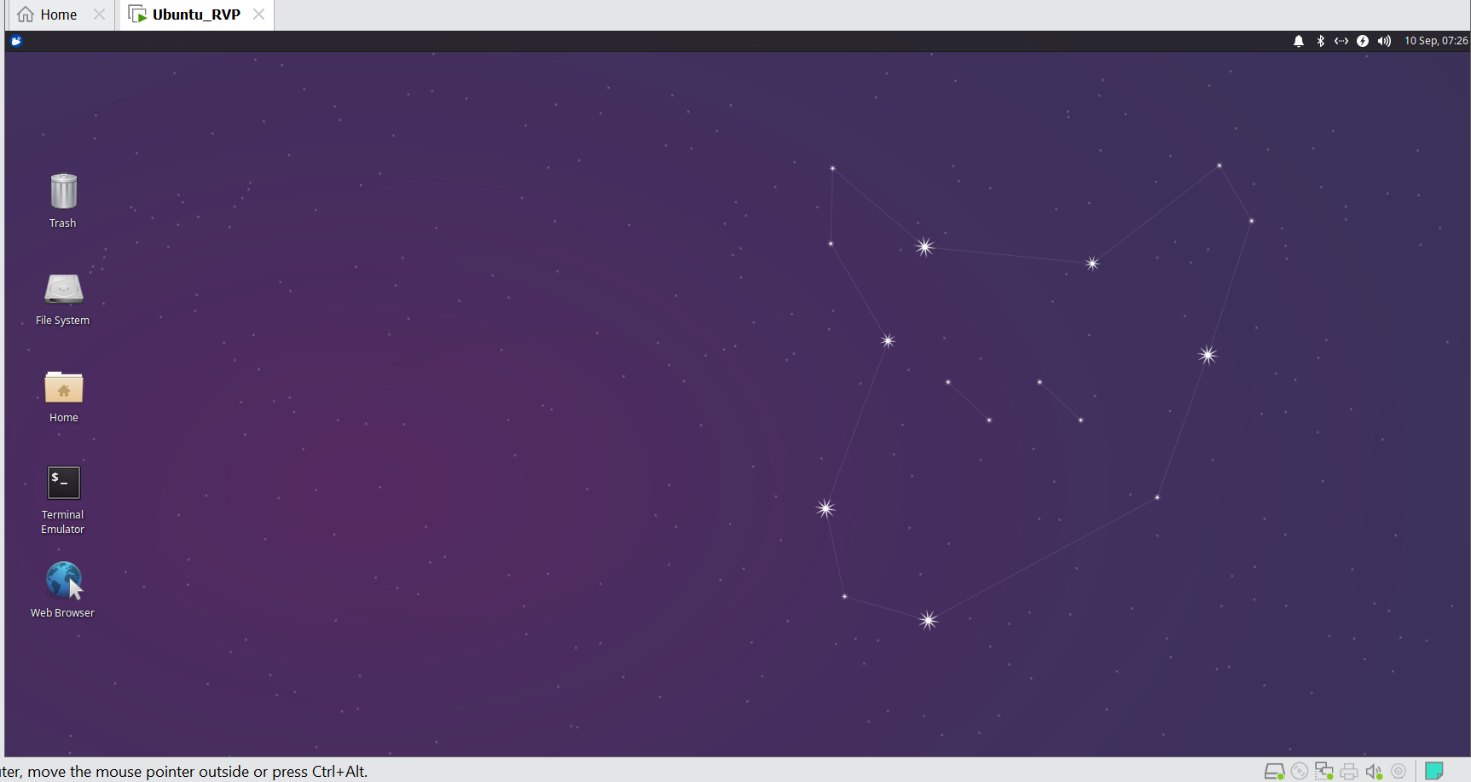 Home
Ubuntu_RVP
10 Sep, 07:26
Trash
File System
Home
$_
Terminal
Emulator
Web Browser
ter, move the mouse pointer outside or press Ctrl+Alt.